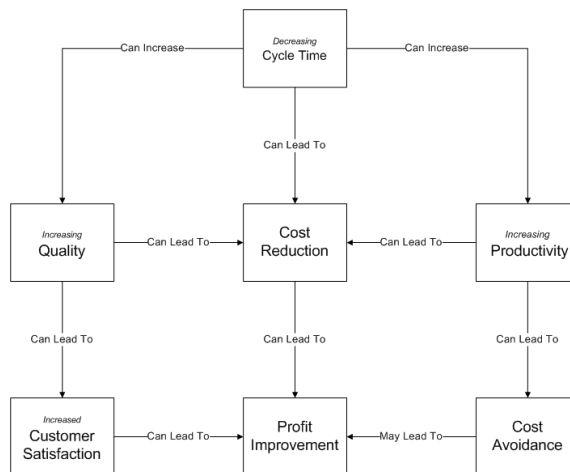 Decreasing
Cycle Time
Can Increase
Can Increase
Can Lead To
Increasing
Quality
Can Lead To
Cost
Reduction
Can Lead To
Increasing
Productivity
Can Lead To
Can Lead To
Can Lead To
Increased
Customer
Satisfaction
Can Lead To
Profit
Improvement
May Lead To
Cost
Avoidance